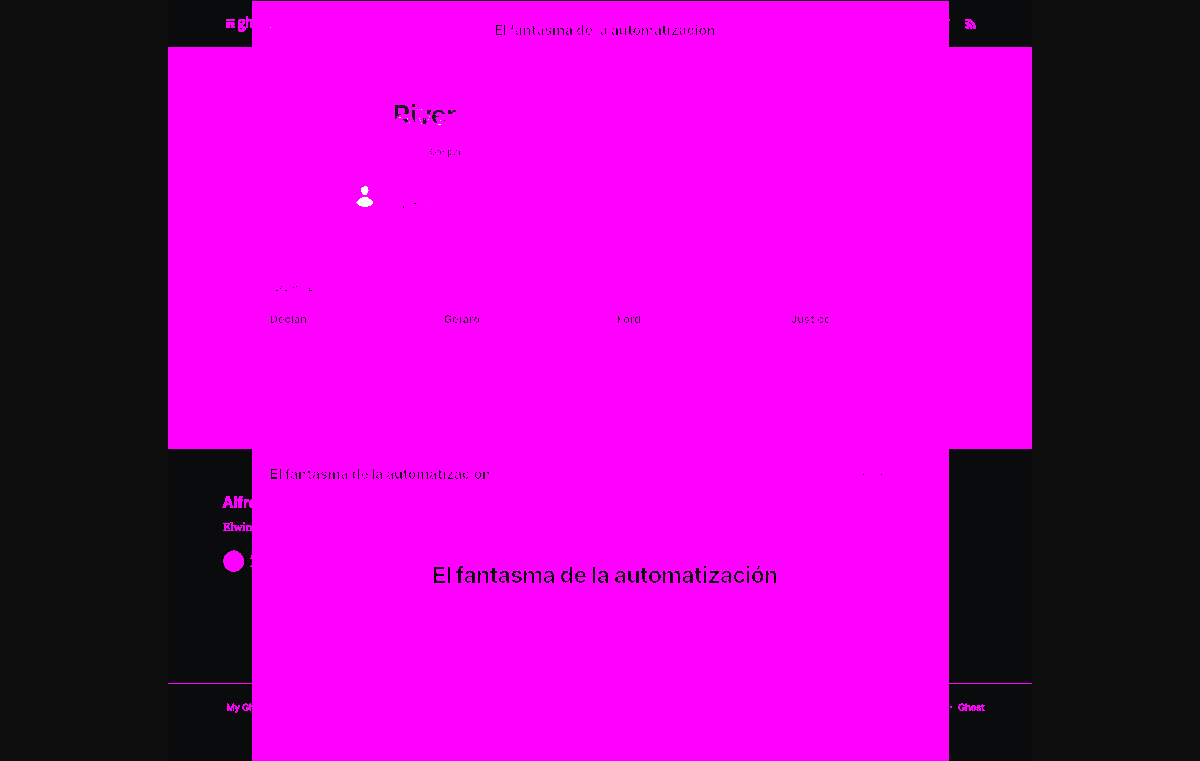 El fantasma de la automatización
River
Declan Gerard Ford Justice
El fantasma de la automatización
Alfre
Elwin
El fantasma de la automatización
My Gh Ghost